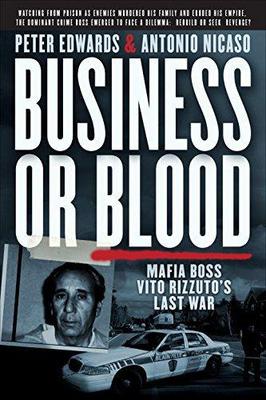 WATCHING FROM PRISON AS ENEMIES MURDERED HIS FAMILY AND ERODED HIS EMPIRE,
THE DOMINANT CRIME BOSS EMERGED TO FACE A DILEMMA: REBUILD OR SEEK REVENGE?
PETER EDWARDS & ANTONIO NICASO
BUSINESS
OR BLOOD
MAFIA BOSS
VITO RIZZUTO'S
LAST WAR